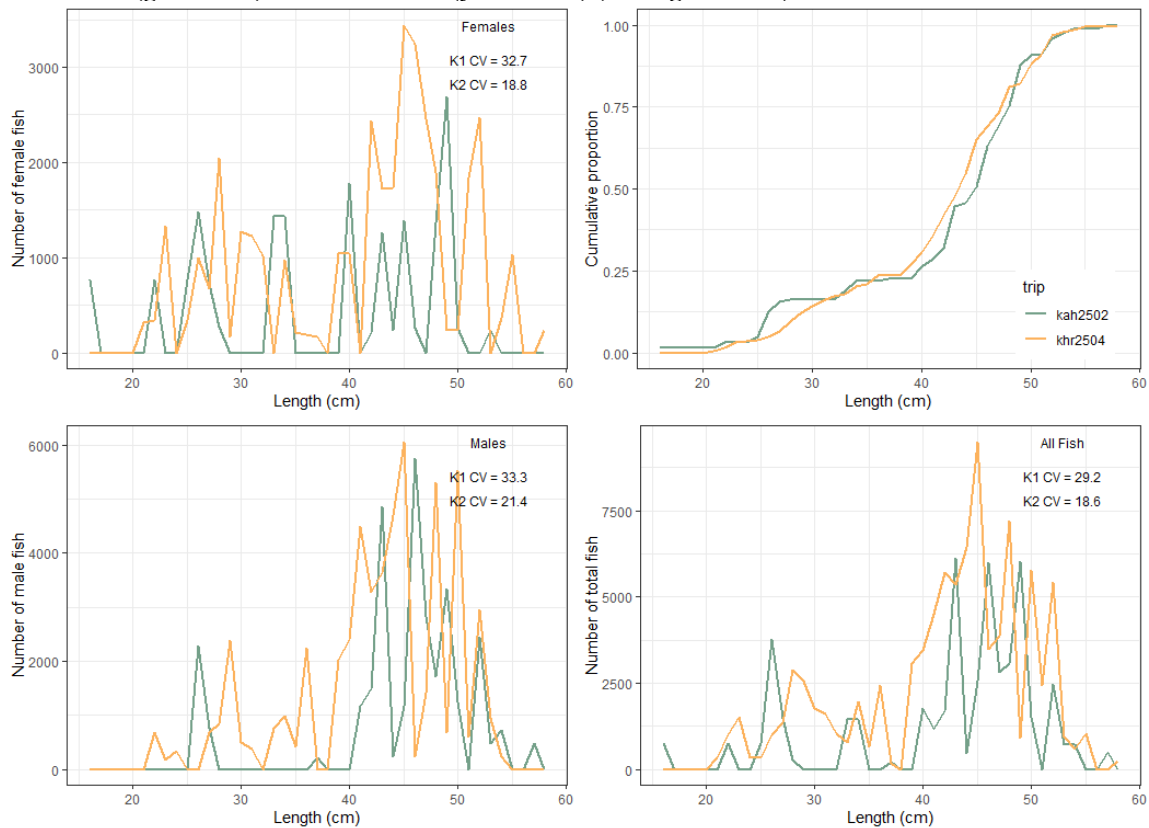 Females
K1 CV = 32.7
K2 CV = 18.8
3000
2000
1000
0
Number of female fish
20
30
40
50
60
Length (cm)
1.00
0.75
0.50
0.25
0.00
Cumulative proportion
trip
kah2502
khr2504
20
30
40
50
60
Length (cm)
Males
K1 CV = 33.3
K2 CV = 21.4
6000
4000
2000
0
Number of male fish
20
30
40
50
60
Length (cm)
All Fish
K1 CV = 29.2
K2 CV = 18.6
7500
5000
2500
0
Number of total fish
20
30
40
50
60
Length (cm)